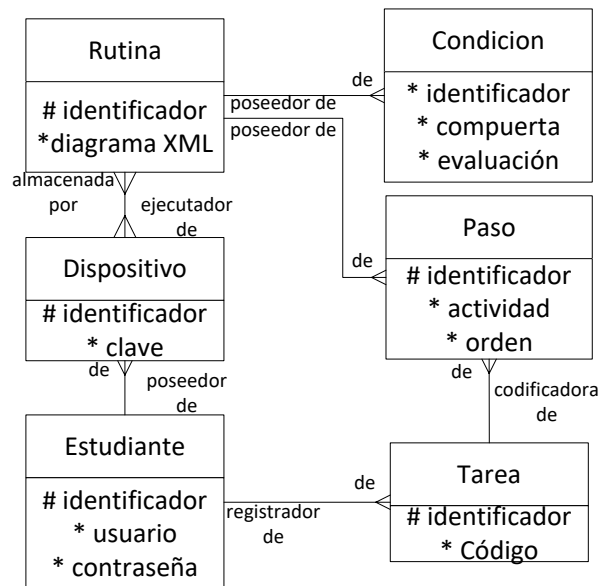 Rutina
# identificador
*diagrama XML
Condicion
* identificador
* compuerta
* evaluación
poseedor de
de
poseedor de
de
almacenada
por
ejecutador
de
Dispositivo
# identificador
* clave
Paso
# identificador
* actividad
* orden
de
poseedor
de
de
codificadora
de
Estudiante
# identificador
* usuario
* contraseña
registrador
de
de
Tarea
# identificador
* Código